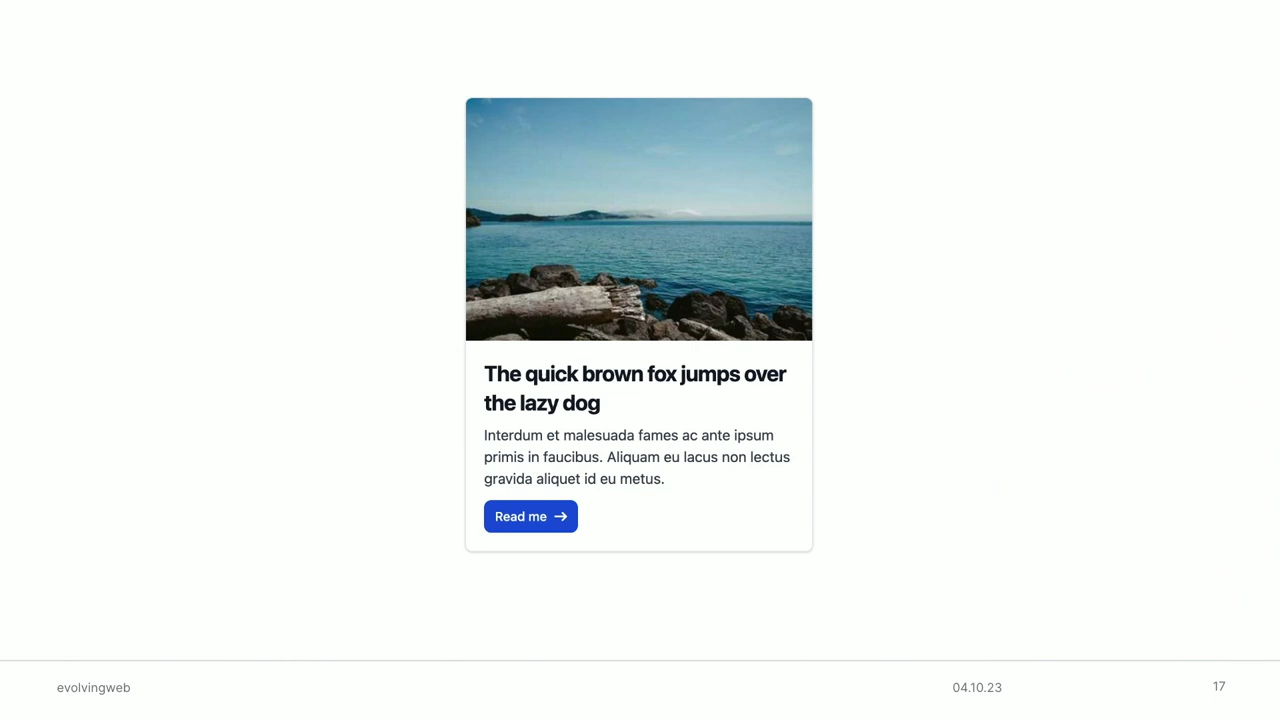 The quick brown fox jumps over
the lazy dog
Interdum et malesuada fames ac ante ipsum
primis in faucibus. Aliquam eu lacus non lectus
gravida aliquet id eu metus.
Read me →
evolvingweb
04.10.23
17